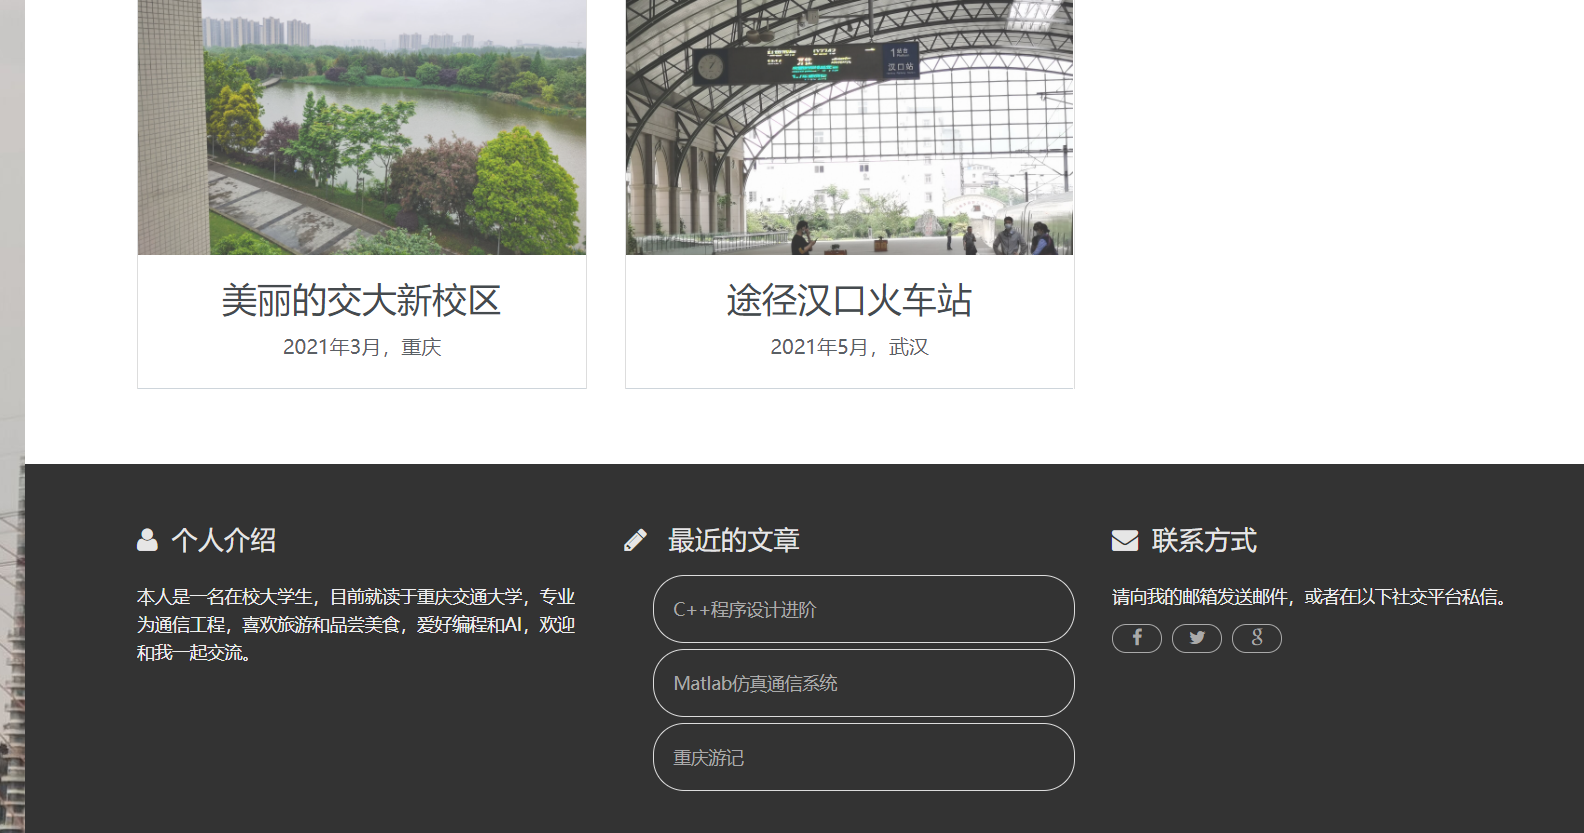 1 站台
汉口站
美丽的交大新校区
2021年3月，重庆
途径汉口火车站
2021年5月，武汉
个人介绍
本人是一名在校大学生，目前就读于重庆交通大学，专业
为通信工程，喜欢旅游和品尝美食，爱好编程和AI，欢迎
和我一起交流。
最近的文章
C++程序设计进阶
Matlab仿真通信系统
重庆游记
联系方式
请向我的邮箱发送邮件，或者在以下社交平台私信。